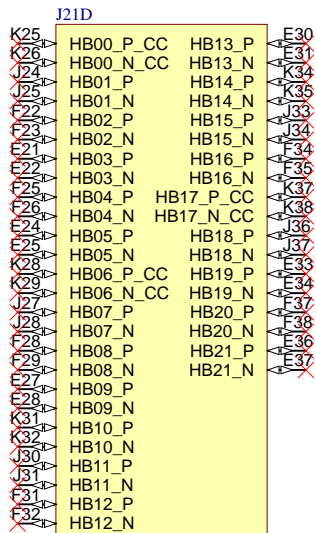 J21D
K25 HB00_P_CC HB13_P E30
K26 HB00_N_CC HB13_N E31
J24 HB01_P HB14_P K34
J25 HB01_N HB14_N K35
F22 HB02_P HB15_P J33
F23 HB02_N HB15_N J34
E21 HB03_P HB16_P F34
E22 HB03_N HB16_N F35
F25 HB04_P HB17_P_CC K37
F26 HB04_N HB17_N_CC K38
E24 HB05_P HB18_P J36
E25 HB05_N HB18_N J37
K28 HB06_P_CC HB19_P E33
K29 HB06_N_CC HB19_N E34
J27 HB07_P HB20_P F37
J28 HB07_N HB20_N F38
F28 HB08_P HB21_P E36
F29 HB08_N HB21_N E37
E27 HB09_P
E28 HB09_N
K31 HB10_P
K32 HB10_N
J30 HB11_P
J31 HB11_N
F31 HB12_P
F32 HB12_N